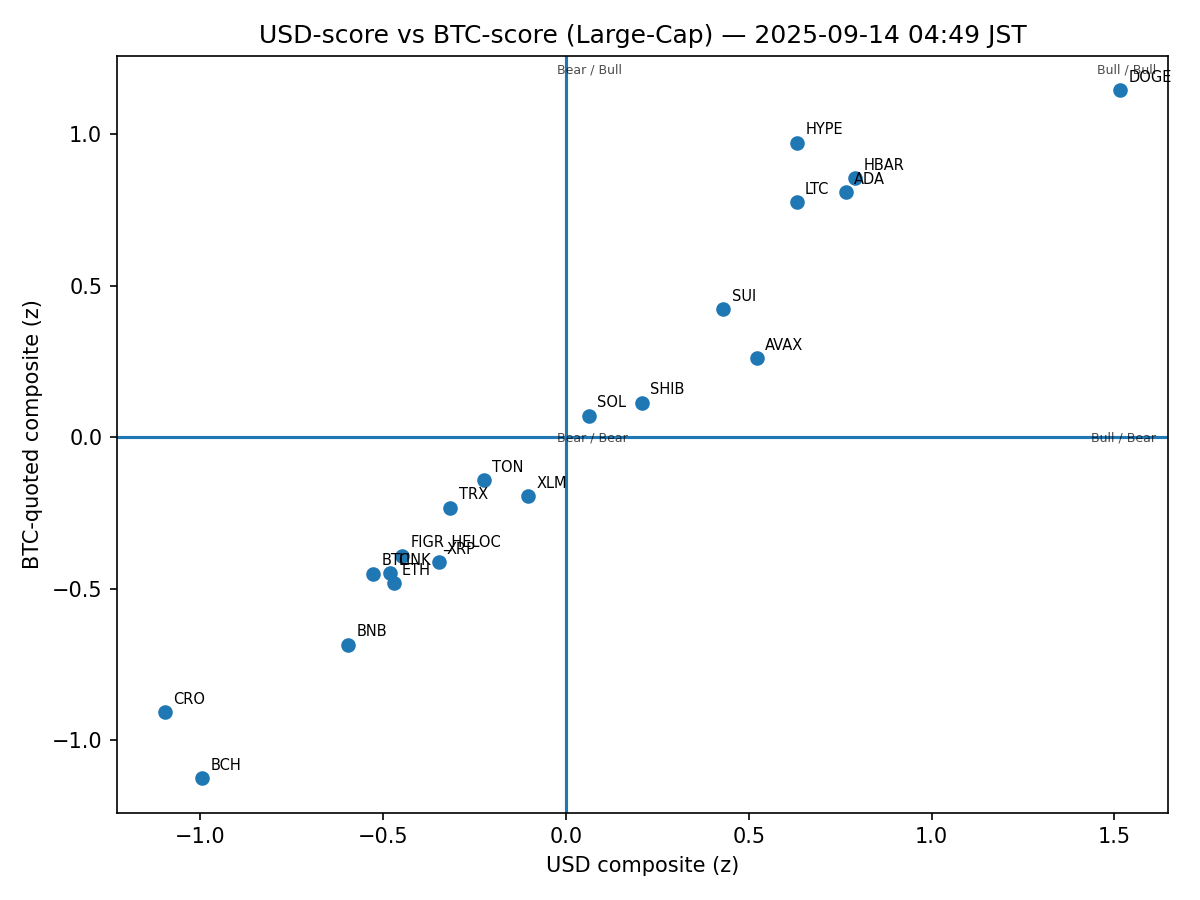 USD-score vs BTC-score (Large-Cap) — 2025-09-14 04:49 JST
Bear / Bull
Bull / Bull
DOGE
1.0
HYPE
HBAR
ADA
LTC
0.5
SUI
AVAX
SHIB
SOL
0.0
Bear / Bear
Bull / Bear
TON
XLM
TRX
FIGR_HELOC
XRP
BTC
LINK
ETH
−0.5
BNB
CRO
−1.0
BCH
−1.0
−0.5
0.0
0.5
1.0
1.5
USD composite (z)
BTC-quoted composite (z)